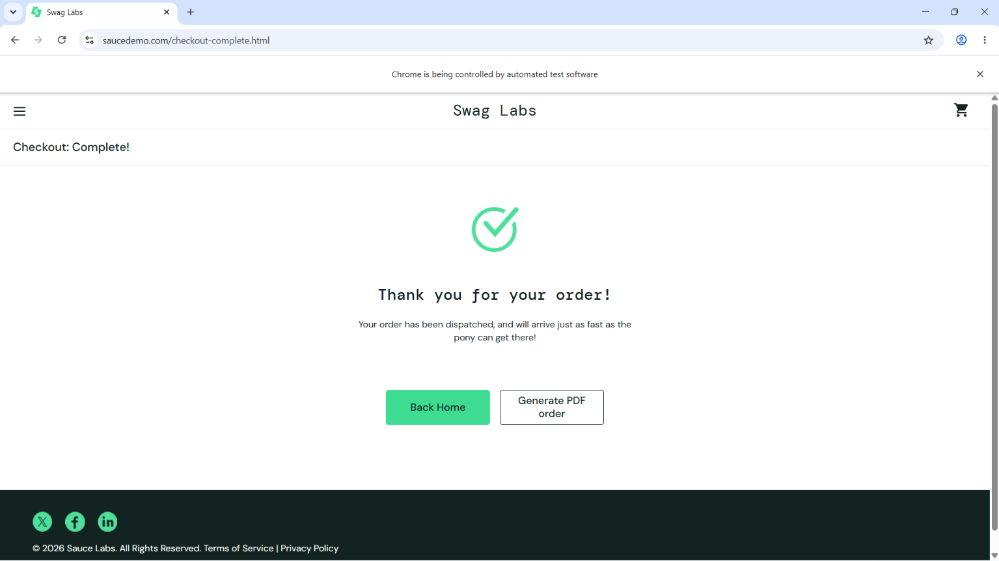 Swag Labs
saucedemo.com/checkout-complete.html
Chrome is being controlled by automated test software
Swag Labs
Checkout: Complete!
Thank you for your order!
Your order has been dispatched, and will arrive just as fast as the
pony can get there!
Back Home
Generate PDF
order
© 2026 Sauce Labs. All Rights Reserved. Terms of Service | Privacy Policy